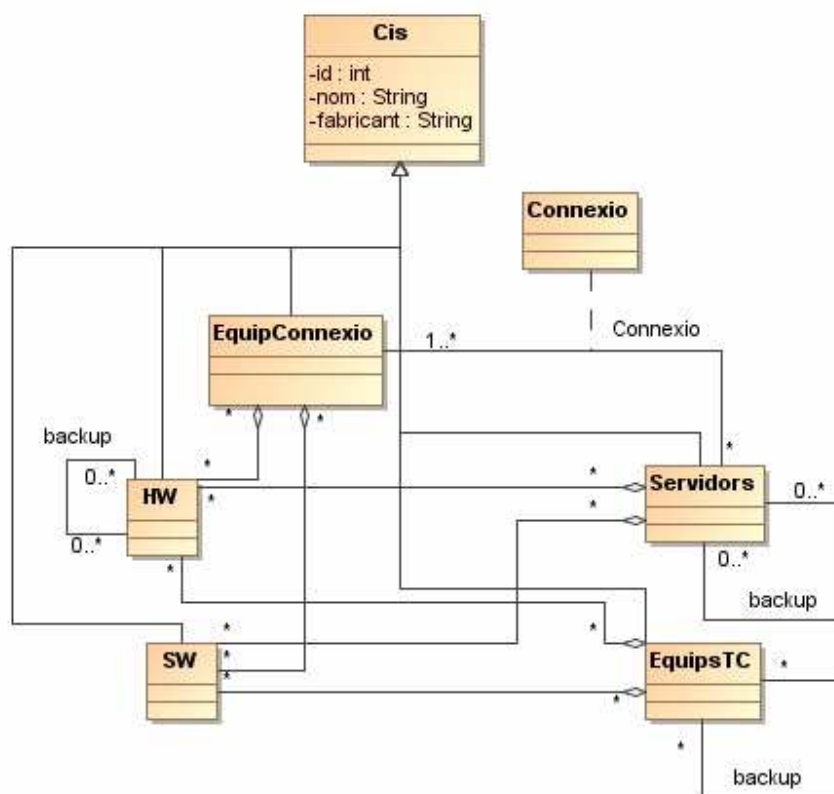 Cis
-id : int
-nom : String
-fabricant : String
Connexio
EquipConnexio
1..*
Connexio
*
*
*
backup
0..*
*
*
*
HW
*
Servidors
0..*
*
0..*
0..*
*
backup
*
*
SW
*
*
EquipsTC
*
*
*
*
backup